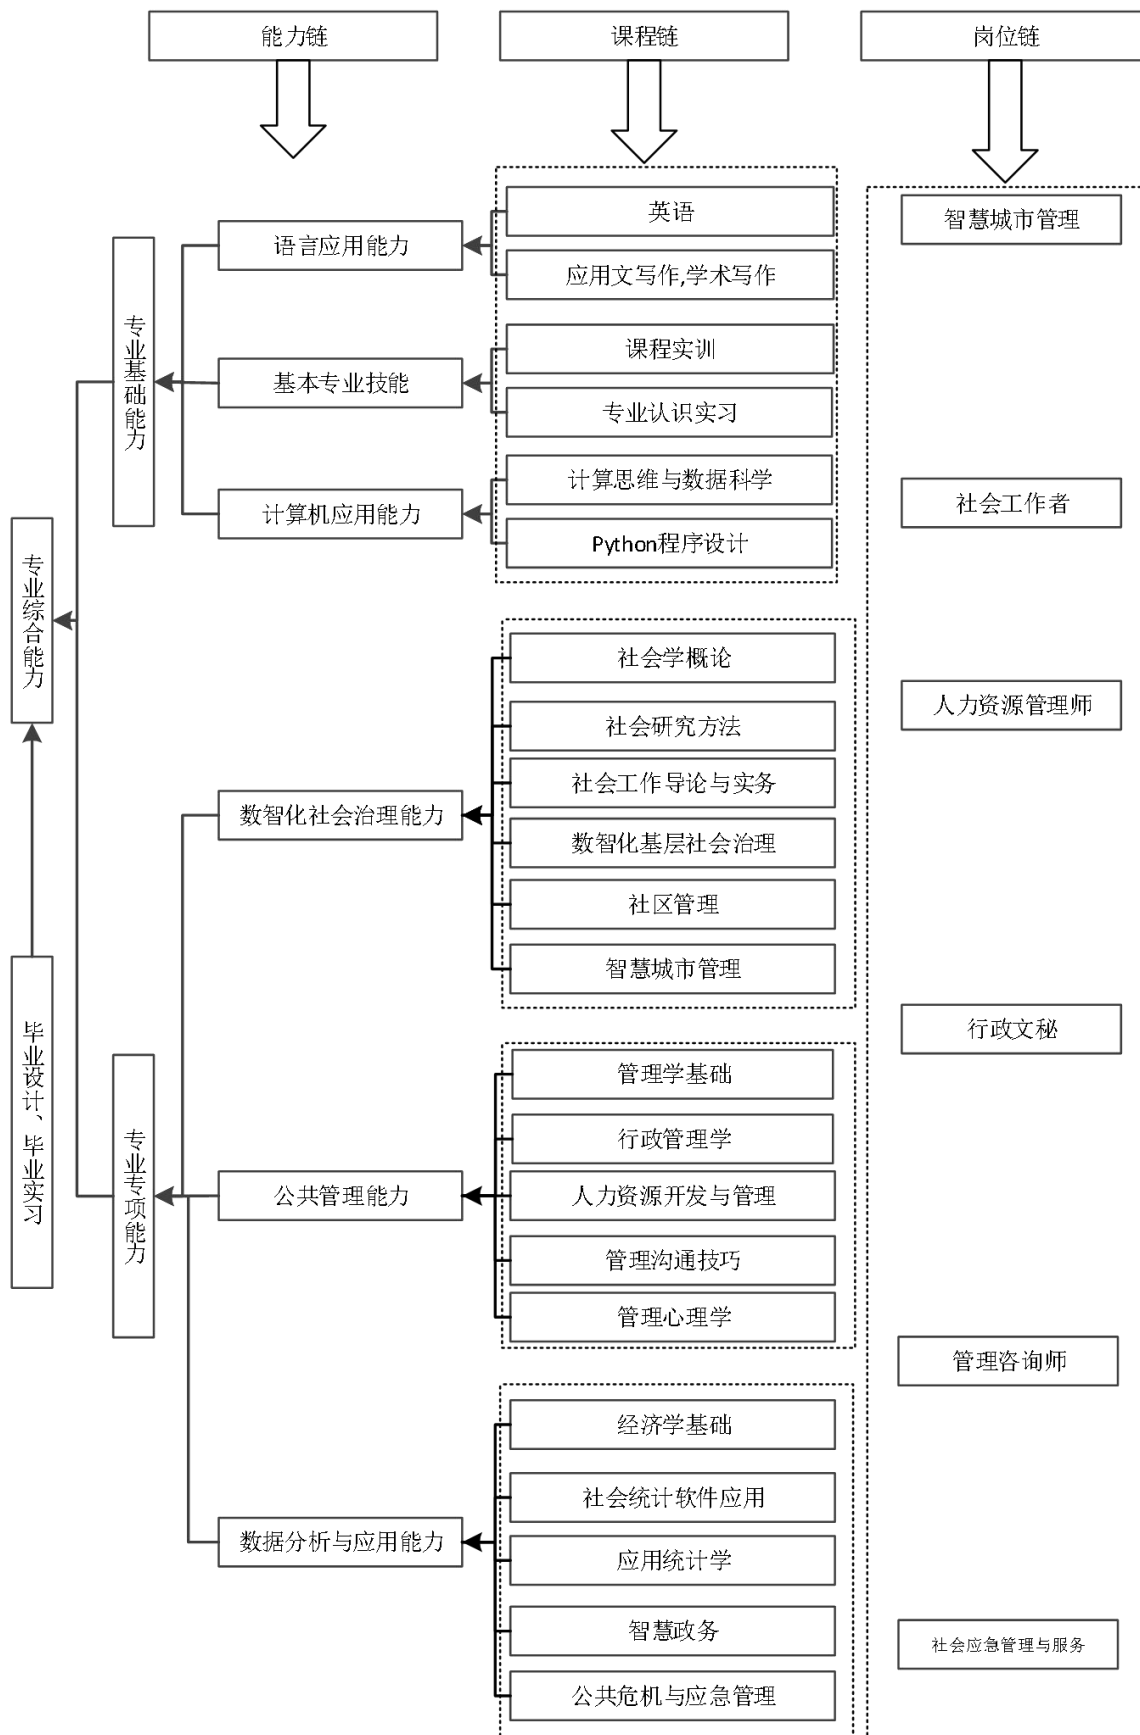 能力链
课程链
岗位链
专业综合能力
毕业设计、毕业实习
专业基础能力
专业专项能力
语言应用能力
基本专业技能
计算机应用能力
数智化社会治理能力
公共管理能力
数据分析与应用能力
英语
应用文写作,学术写作
课程实训
专业认识实习
计算思维与数据科学
Python程序设计
社会学概论
社会研究方法
社会工作导论与实务
数智化基层社会治理
社区管理
智慧城市管理
管理学基础
行政管理学
人力资源开发与管理
管理沟通技巧
管理心理学
经济学基础
社会统计软件应用
应用统计学
智慧政务
公共危机与应急管理
智慧城市管理
社会工作者
人力资源管理师
行政文秘
管理咨询师
社会应急管理与服务